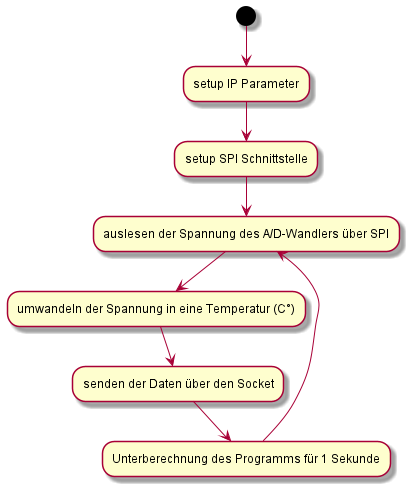 setup IP Parameter
setup SPI Schnittstelle
auslesen der Spannung des A/D-Wandlers über SPI
umwandeln der Spannung in eine Temperatur (C°)
senden der Daten über den Socket
Unterberechnung des Programms für 1 Sekunde